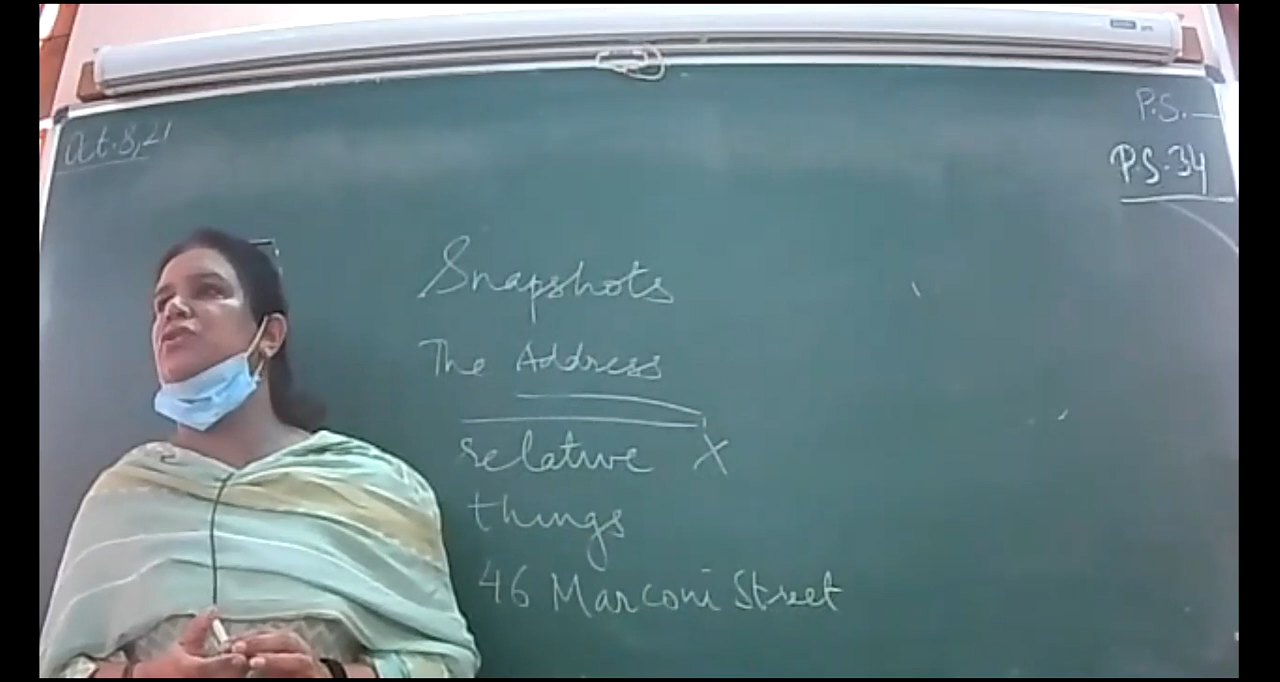 Oct. 8, 21
P.S. —
P.S. 34
Snapshots
The Address
relative X
things
46 Marconi Street